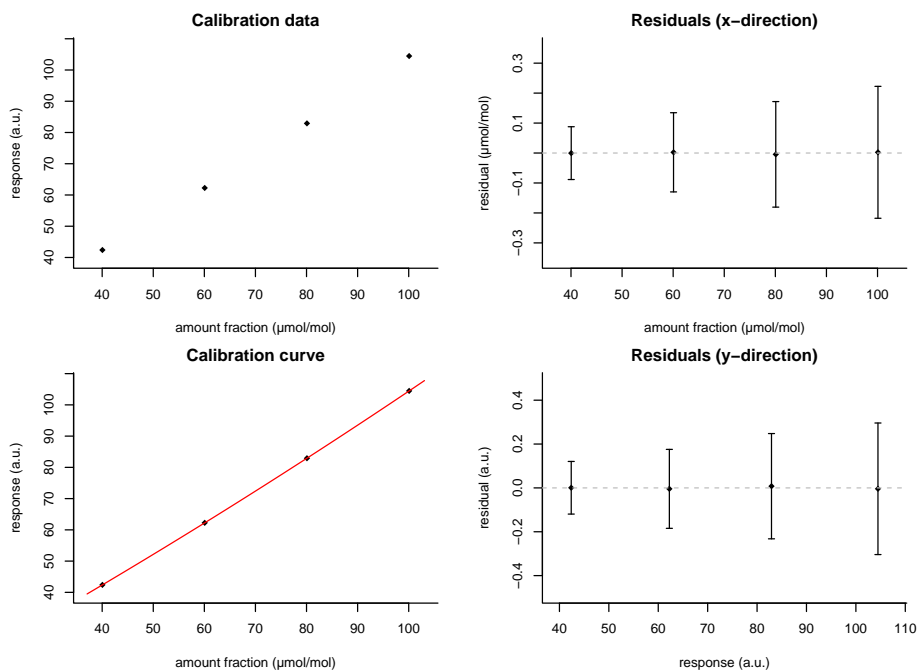 Calibration data
response (a.u.)
40 50 60 70 80 90 100
40 50 60 70 80 90 100
amount fraction (µmol/mol)
Residuals (x−direction)
residual (µmol/mol)
−0.3 −0.1 0.1 0.3
40 50 60 70 80 90 100
amount fraction (µmol/mol)
Calibration curve
response (a.u.)
40 50 60 70 80 90 100
40 50 60 70 80 90 100
amount fraction (µmol/mol)
Residuals (y−direction)
residual (a.u.)
−0.4 −0.2 0.0 0.2 0.4
40 50 60 70 80 90 100 110
response (a.u.)